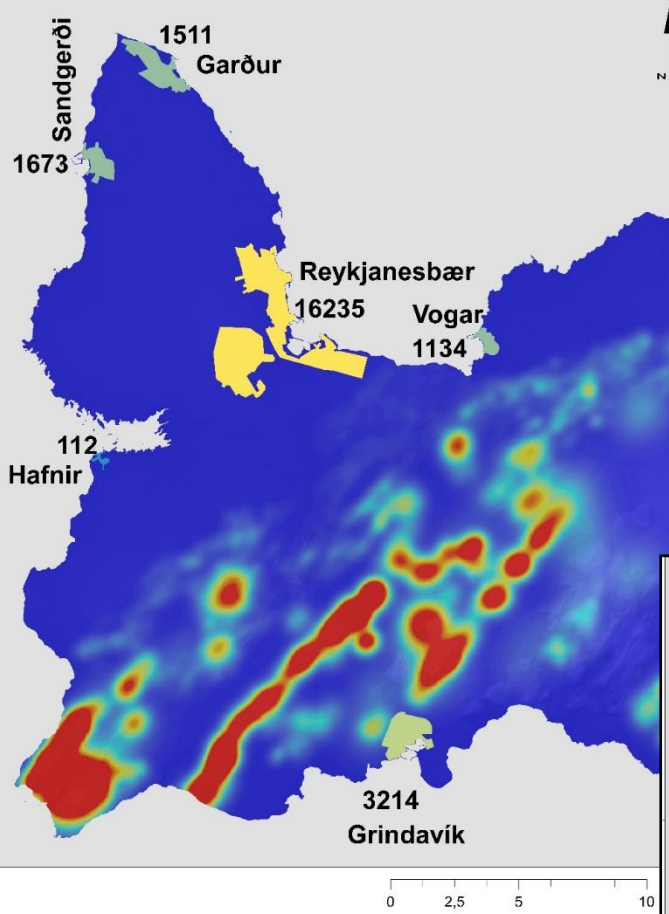 1511
Garður
Sandgerði
1673
Reykjanesbær
16235
Vogar
1134
112
Hafnir
3214
Grindavík
0 2,5 5 10